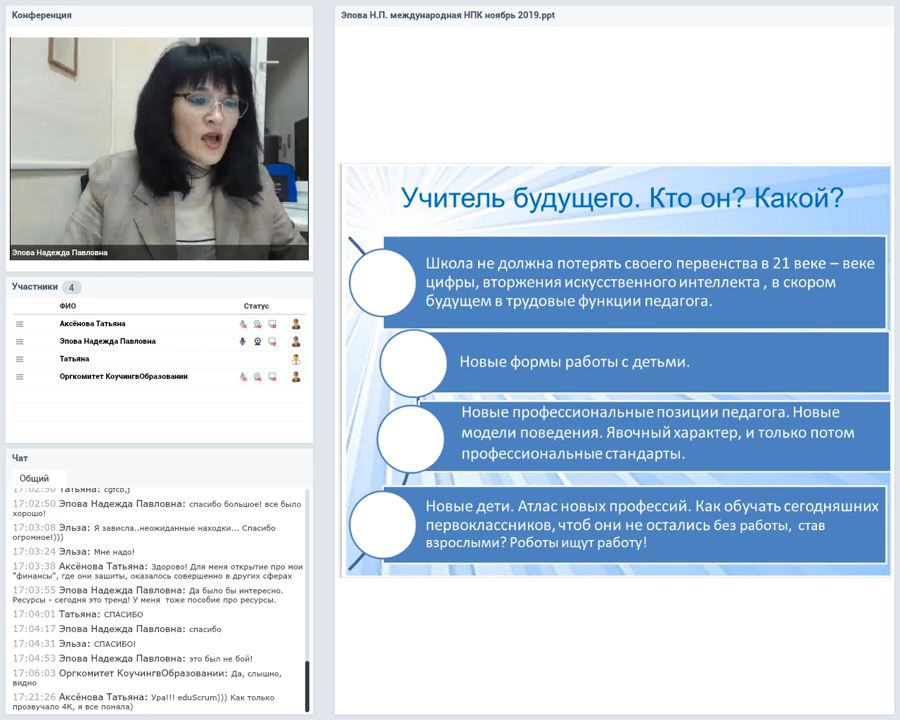 Конференция
Эпова Надежда Павловна
Участники 4
ФИО Статус
Аксёнова Татьяна
Эпова Надежда Павловна
Татьяна
Оргкомитет КоучингвОбразовании
Чат
Общий
17:02:50 Татьяна: cgfcb,)
17:02:50 Эпова Надежда Павловна: спасибо большое! все было
хорошо!
17:03:08 Эльза: Я зависла..неожиданные находки... Спасибо
огромное!)))
17:03:24 Эльза: Мне надо!
17:03:38 Аксёнова Татьяна: Здорово! Для меня открытие про мои
"финансы", где они зашиты, оказалось совершенно в других сферах
17:03:55 Эпова Надежда Павловна: Да было бы интересно.
Ресурсы - сегодня это тренд! У меня тоже пособие про ресурсы.
17:04:01 Татьяна: СПАСИБО
17:04:17 Эпова Надежда Павловна: спасибо
17:04:31 Эльза: СПАСИБО!
17:04:53 Эпова Надежда Павловна: это был не бой!
17:06:03 Оргкомитет КоучингвОбразовании: Да, слышно,
видно
17:21:26 Аксёнова Татьяна: Ура!!! eduScrum))) Как только
прозвучало 4К, я все поняла)
Эпова Н.П. международная НПК ноябрь 2019.ppt
Учитель будущего. Кто он? Какой?
Школа не должна потерять своего первенства в 21 веке – веке
цифры, вторжения искусственного интеллекта , в скором
будущем в трудовые функции педагога.
Новые формы работы с детьми.
Новые профессиональные позиции педагога. Новые
модели поведения. Явочный характер, и только потом
профессиональные стандарты.
Новые дети. Атлас новых профессий. Как обучать сегодняшних
первоклассников, чтоб они не остались без работы, став
взрослыми? Роботы ищут работу!